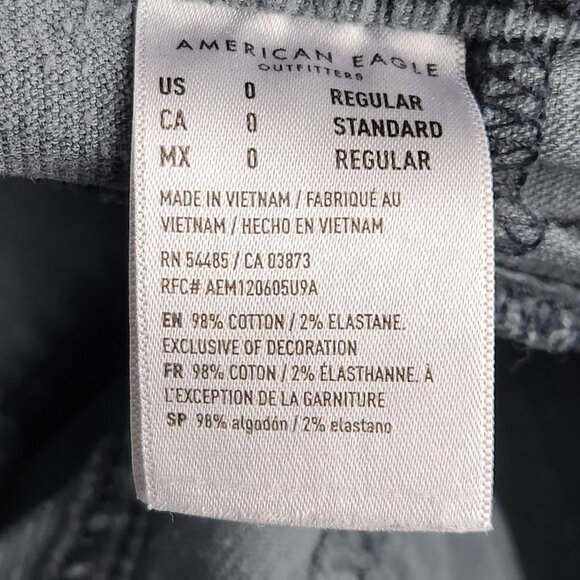 AMERICAN EAGLE
OUTFITTERS
US 0 REGULAR
CA 0 STANDARD
MX 0 REGULAR
MADE IN VIETNAM / FABRIQUÉ AU
VIETNAM / HECHO EN VIETNAM
RN 54485 / CA 03873
RFC# AEM120605U9A
EN 98% COTTON / 2% ELASTANE.
EXCLUSIVE OF DECORATION
FR 98% COTON / 2% ÉLASTHANNE. À
L'EXCEPTION DE LA GARNITURE
SP 98% algodón / 2% elastano